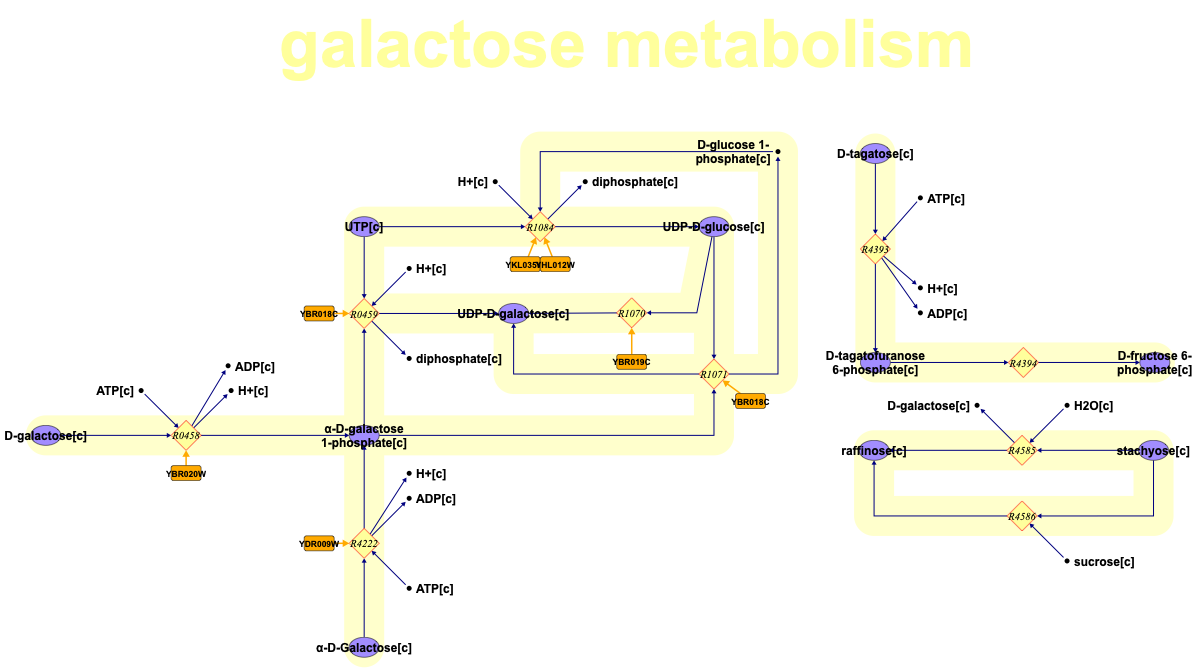 galactose metabolism
D-glucose 1-
phosphate[c]
D-tagatose[c]
H+[c]
diphosphate[c]
ATP[c]
UTP[c]
R1084
UDP-D-glucose[c]
R4393
YKL035W
YHL012W
H+[c]
H+[c]
YBR018C
R0459
UDP-D-galactose[c]
R1070
ADP[c]
diphosphate[c]
YBR019C
D-tagatofuranose
6-phosphate[c]
R4394
D-fructose 6-
phosphate[c]
ADP[c]
R1071
ATP[c]
H+[c]
YBR018C
D-galactose[c]
H2O[c]
D-galactose[c]
R0458
α-D-galactose
1-phosphate[c]
raffinose[c]
R4585
stachyose[c]
YBR020W
H+[c]
ADP[c]
R4586
YDR009W
R4222
sucrose[c]
ATP[c]
α-D-Galactose[c]